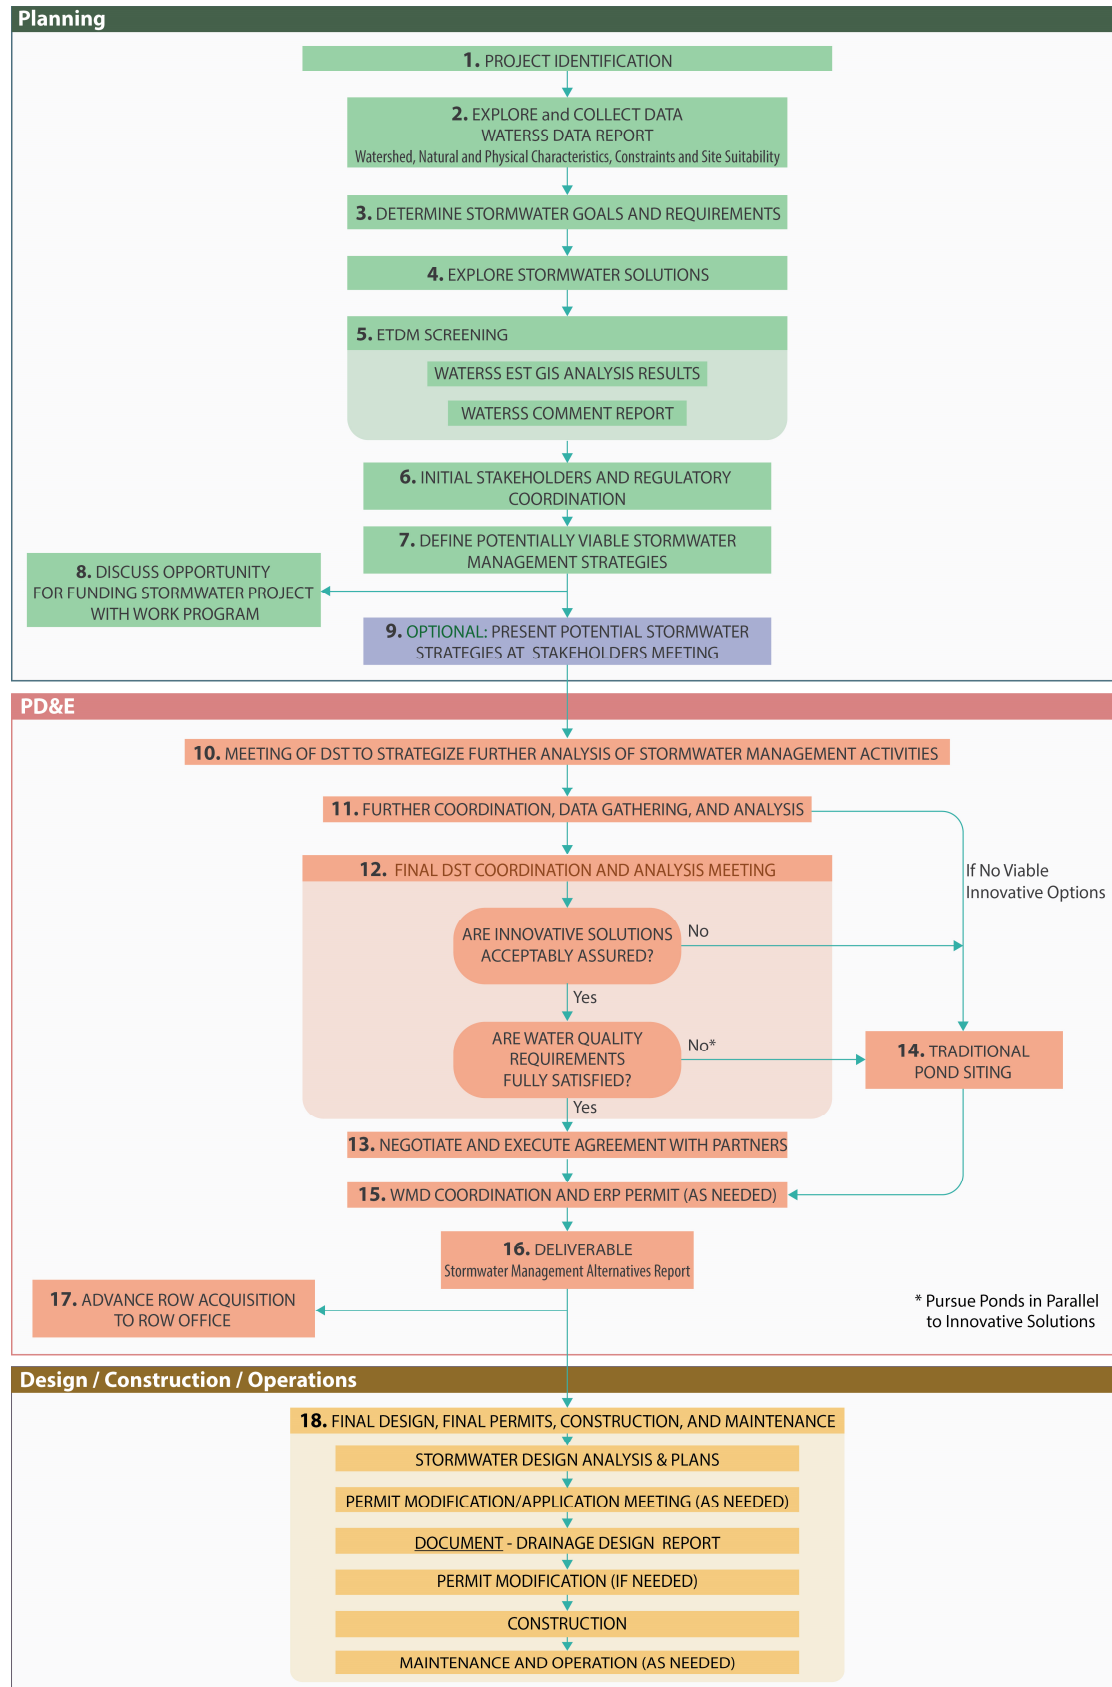 Planning
1. PROJECT IDENTIFICATION
2. EXPLORE and COLLECT DATA
WATERSS DATA REPORT
Watershed, Natural and Physical Characteristics, Constraints and Site Suitability
3. DETERMINE STORMWATER GOALS AND REQUIREMENTS
4. EXPLORE STORMWATER SOLUTIONS
5. ETDM SCREENING
WATERSS EST GIS ANALYSIS RESULTS
WATERSS COMMENT REPORT
6. INITIAL STAKEHOLDERS AND REGULATORY
COORDINATION
7. DEFINE POTENTIALLY VIABLE STORMWATER
MANAGEMENT STRATEGIES
8. DISCUSS OPPORTUNITY
FOR FUNDING STORMWATER PROJECT
WITH WORK PROGRAM
9. OPTIONAL: PRESENT POTENTIAL STORMWATER
STRATEGIES AT STAKEHOLDERS MEETING
PD&E
10. MEETING OF DST TO STRATEGIZE FURTHER ANALYSIS OF STORMWATER MANAGEMENT ACTIVITIES
11. FURTHER COORDINATION, DATA GATHERING, AND ANALYSIS
If No Viable
Innovative Options
12. FINAL DST COORDINATION AND ANALYSIS MEETING
ARE INNOVATIVE SOLUTIONS
ACCEPTABLY ASSURED?
No
Yes
ARE WATER QUALITY
REQUIREMENTS
FULLY SATISFIED?
No*
Yes
14. TRADITIONAL
POND SITING
13. NEGOTIATE AND EXECUTE AGREEMENT WITH PARTNERS
15. WMD COORDINATION AND ERP PERMIT (AS NEEDED)
16. DELIVERABLE
Stormwater Management Alternatives Report
17. ADVANCE ROW ACQUISITION
TO ROW OFFICE
* Pursue Ponds in Parallel
to Innovative Solutions
Design / Construction / Operations
18. FINAL DESIGN, FINAL PERMITS, CONSTRUCTION, AND MAINTENANCE
STORMWATER DESIGN ANALYSIS & PLANS
PERMIT MODIFICATION/APPLICATION MEETING (AS NEEDED)
DOCUMENT - DRAINAGE DESIGN REPORT
PERMIT MODIFICATION (IF NEEDED)
CONSTRUCTION
MAINTENANCE AND OPERATION (AS NEEDED)